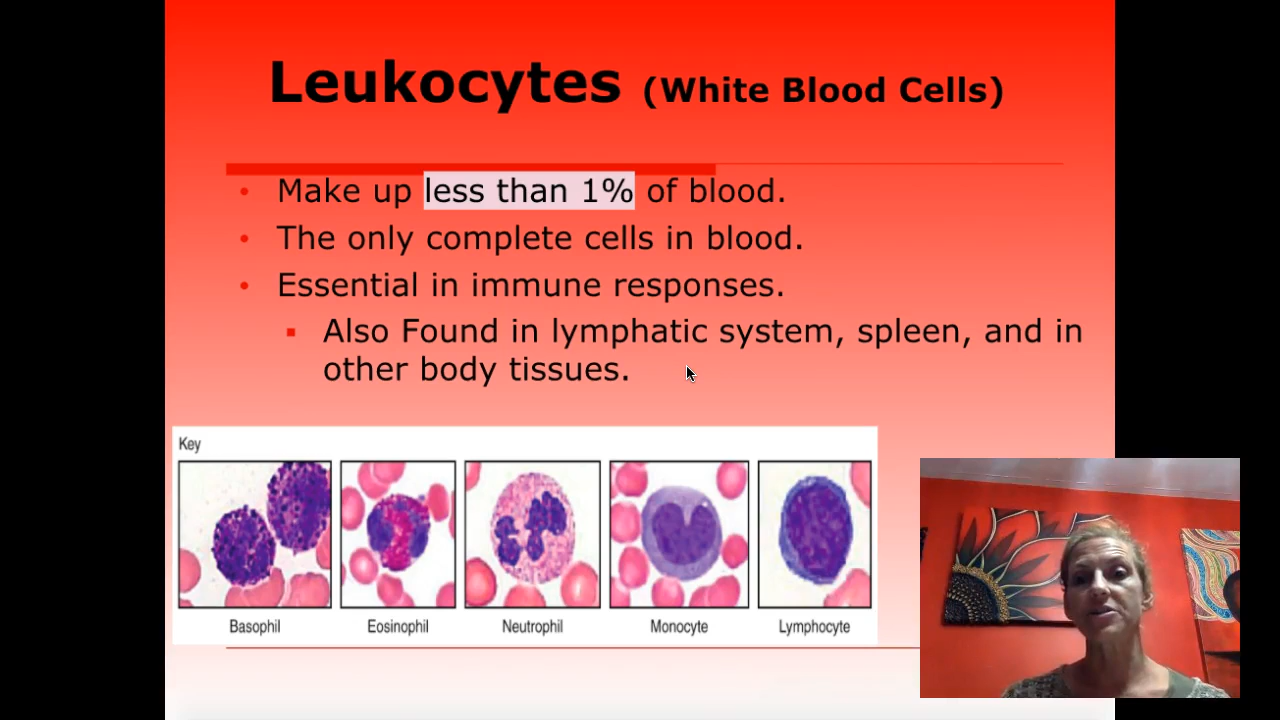 Leukocytes (White Blood Cells)
• Make up less than 1% of blood.
• The only complete cells in blood.
• Essential in immune responses.
▪ Also Found in lymphatic system, spleen, and in
other body tissues.
Key
Basophil Eosinophil Neutrophil Monocyte Lymphocyte